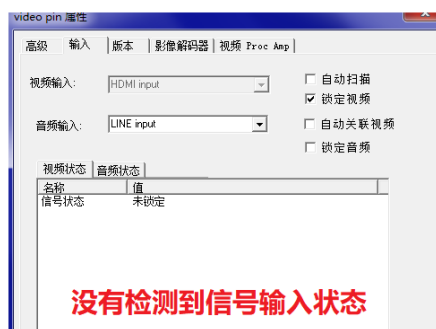 video pin 属性
高级 输入 版本 影像解码器 视频 Proc Amp
视频输入: HDMI input 自动扫描
锁定视频
音频输入: LINE input 自动关联视频
锁定音频
视频状态 音频状态
名称 值
信号状态 未锁定
没有检测到信号输入状态